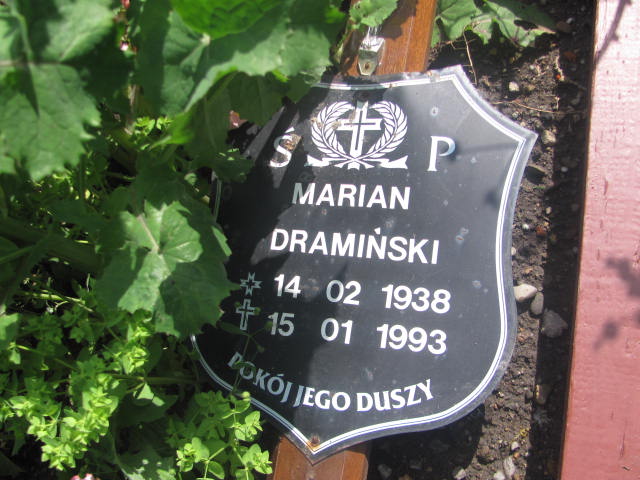 Ś P
MARIAN
DRAMIŃSKI
14 02 1938
15 01 1993
POKÓJ JEGO DUSZY